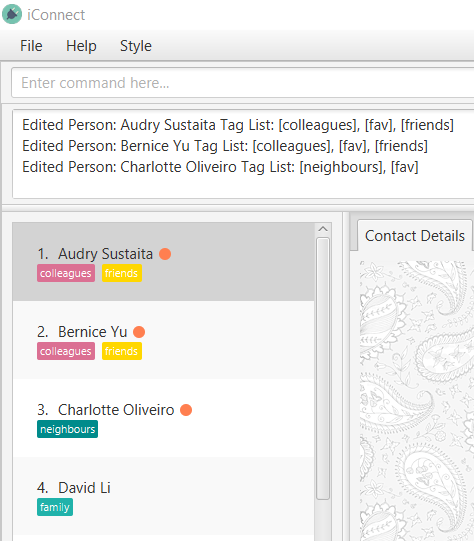 iConnect
File Help Style
Enter command here...
Edited Person: Audry Sustaita Tag List: [colleagues], [fav], [friends]
Edited Person: Bernice Yu Tag List: [colleagues], [fav], [friends]
Edited Person: Charlotte Oliveiro Tag List: [neighbours], [fav]
Contact Details
1. Audry Sustaita
colleagues friends
2. Bernice Yu
colleagues friends
3. Charlotte Oliveiro
neighbours
4. David Li
family